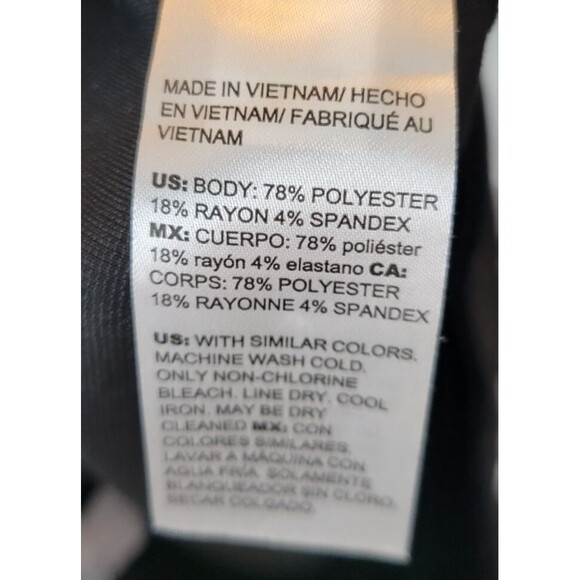 MADE IN VIETNAM/ HECHO
EN VIETNAM/ FABRIQUÉ AU
VIETNAM
US: BODY: 78% POLYESTER
18% RAYON 4% SPANDEX
MX: CUERPO: 78% poliéster
18% rayón 4% elastano CA:
CORPS: 78% POLYESTER
18% RAYONNE 4% SPANDEX
US: WITH SIMILAR COLORS.
MACHINE WASH COLD.
ONLY NON-CHLORINE
BLEACH. LINE DRY. COOL
IRON. MAY BE DRY
CLEANED MX: CON
COLORES SIMILARES.
LAVAR A MÁQUINA CON
AGUA FRÍA. SOLAMENTE
BLANQUEADOR SIN CLORO.
SECAR COLGADO.